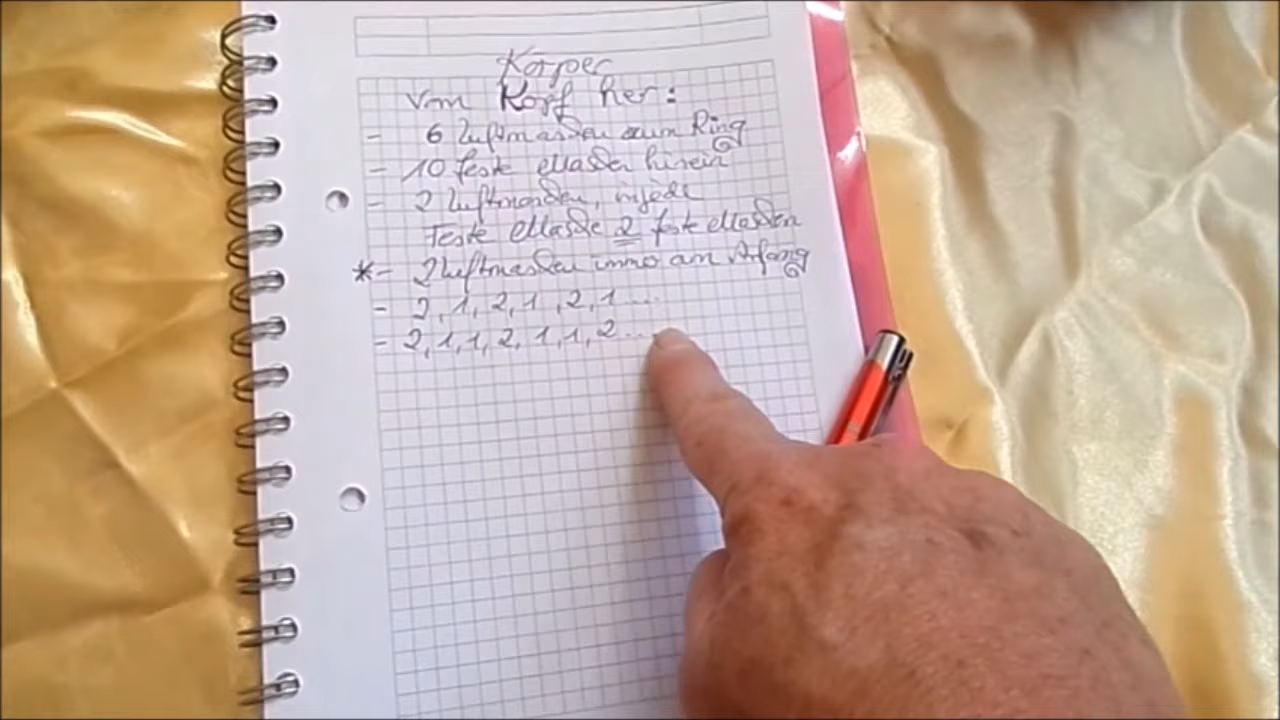 Körper
Vom Kopf her:
- 6 Luftmaschen zum Ring
- 10 feste Maschen hinein
- 2 Luftmaschen, in jede
feste Masche 2 feste Maschen
*- 2 Luftmaschen immer am Anfang
- 2, 1, 2, 1, 2, 1 ...
- 2, 1, 1, 2, 1, 1, 2 ...